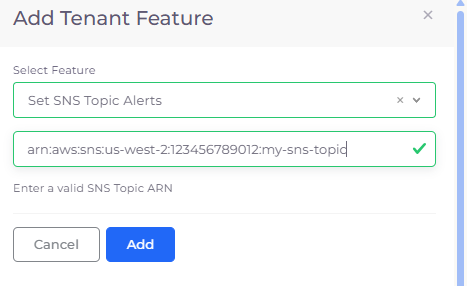 Add Tenant Feature
Select Feature
Set SNS Topic Alerts
arn:aws:sns:us-west-2:123456789012:my-sns-topic
Enter a valid SNS Topic ARN
Cancel
Add